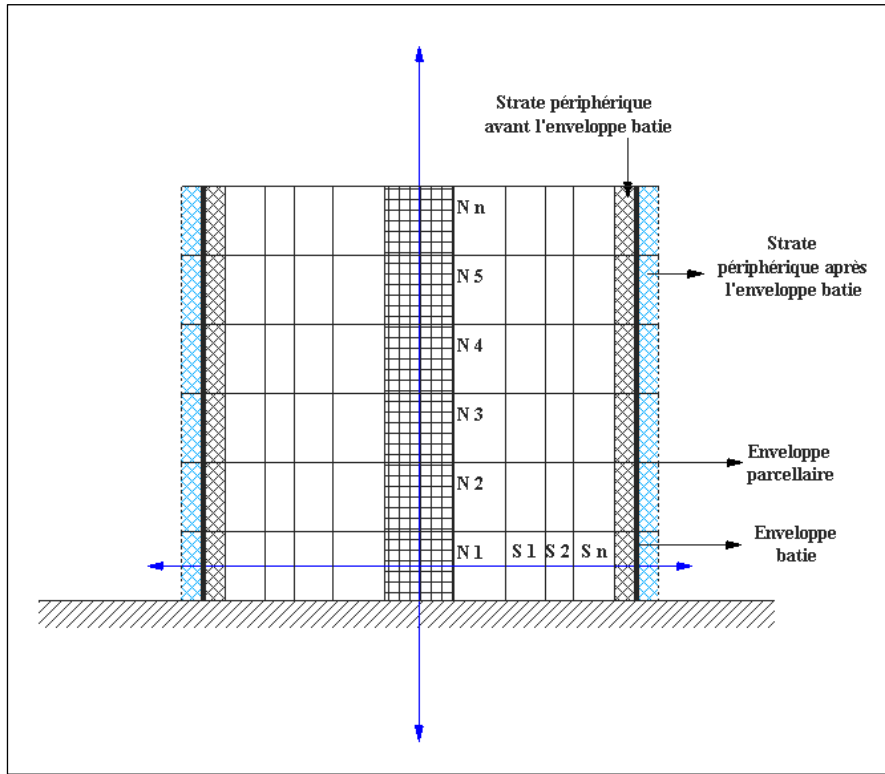 Strate périphérique
avant l'enveloppe batie
N n
Strate
périphérique après
l'enveloppe batie
N 5
N 4
N 3
Enveloppe
parcellaire
N 2
Enveloppe
batie
N 1 S 1 S 2 S n